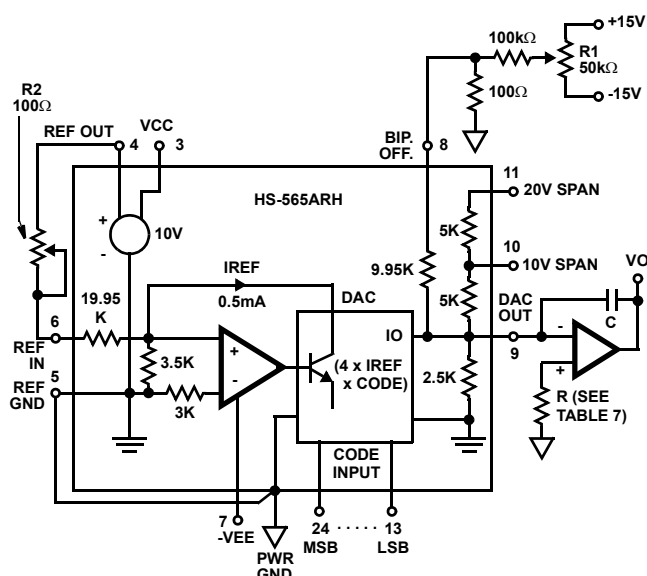 100kΩ
+15V
R1
50kΩ
100Ω
-15V
R2
100Ω
REF OUT
4
VCC
3
BIP.
OFF.
8
HS-565ARH
11
20V SPAN
5K
+
-
10V
10
10V SPAN
9.95K
5K
VO
IREF
0.5mA
DAC
DAC
OUT
C
6
19.95
K
IO
9
-
+
REF
IN
3.5K
+
-
(4 x IREF
x CODE)
2.5K
R (SEE
TABLE 7)
5
REF
GND
3K
CODE
INPUT
7
-VEE
PWR
GND
24 · · · · · 13
MSB LSB